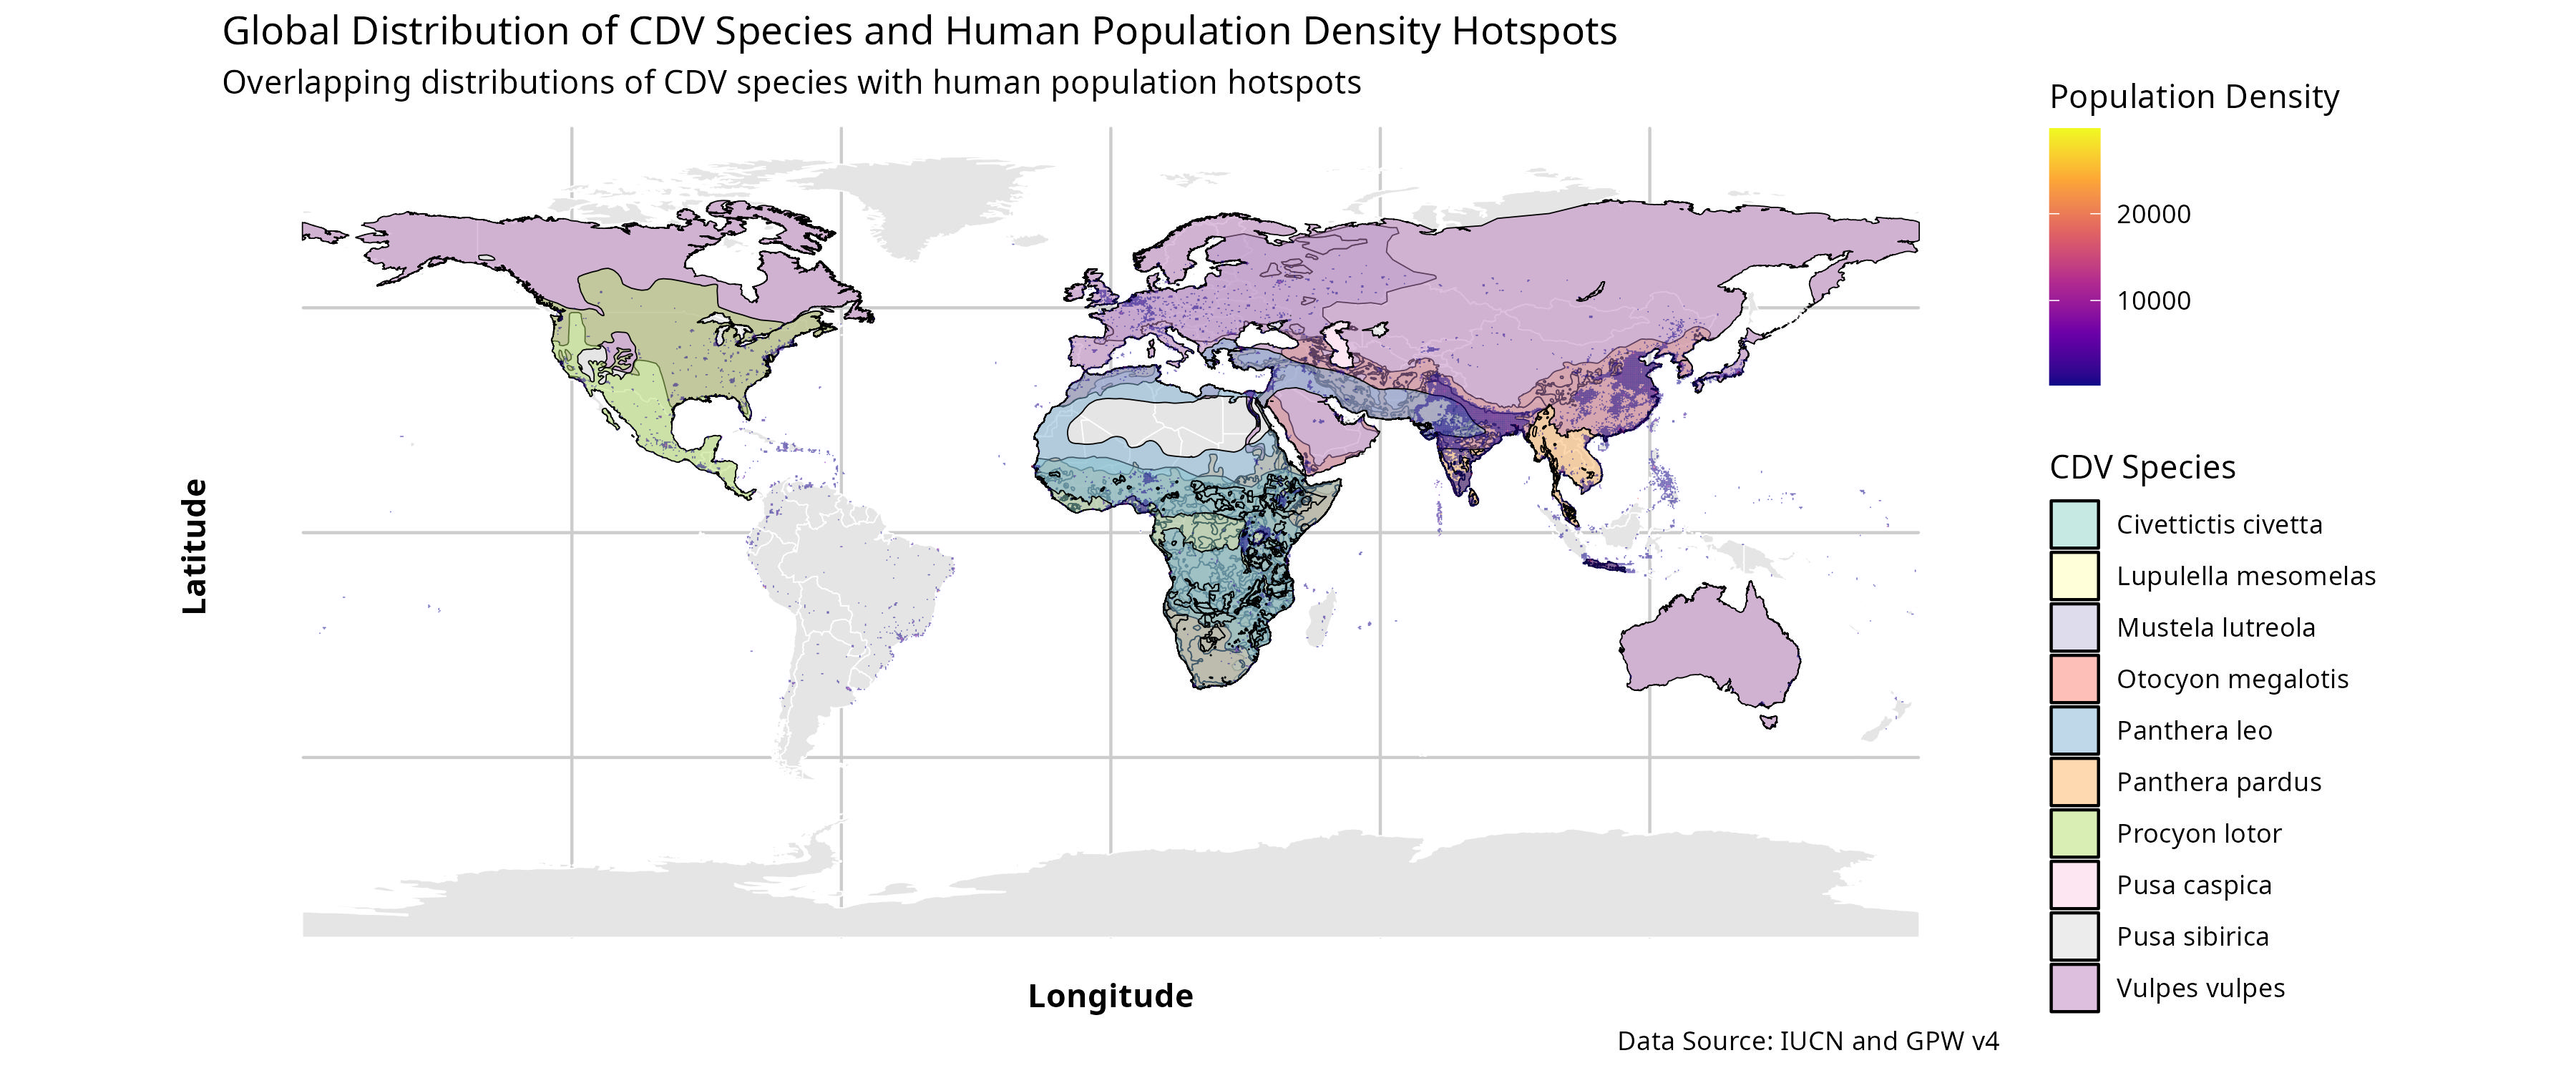 Global Distribution of CDV Species and Human Population Density Hotspots
Overlapping distributions of CDV species with human population hotspots
Population Density
20000
10000
CDV Species
Civettictis civetta
Lupulella mesomelas
Mustela lutreola
Otocyon megalotis
Panthera leo
Panthera pardus
Procyon lotor
Pusa caspica
Pusa sibirica
Vulpes vulpes
Latitude
Longitude
Data Source: IUCN and GPW v4